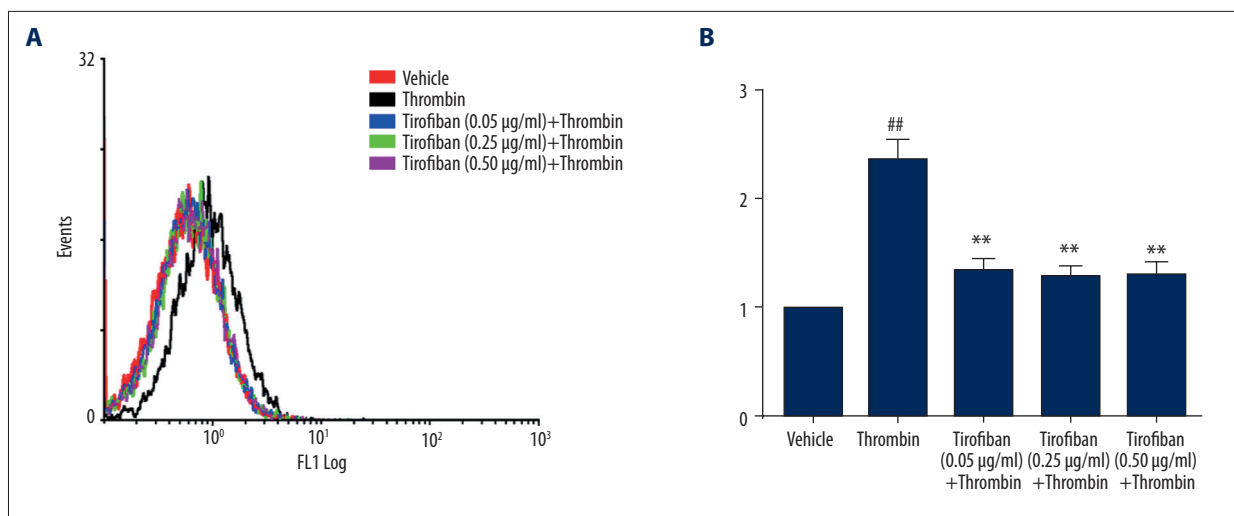 A
32
Events
0
Vehicle
Thrombin
Tirofiban (0.05 μg/ml)+Thrombin
Tirofiban (0.25 μg/ml)+Thrombin
Tirofiban (0.50 μg/ml)+Thrombin
10⁰
10¹
10²
10³
FL1 Log
B
3
2
1
0
##
**
**
**
Vehicle
Thrombin
Tirofiban
(0.05 μg/ml)
+Thrombin
Tirofiban
(0.25 μg/ml)
+Thrombin
Tirofiban
(0.50 μg/ml)
+Thrombin